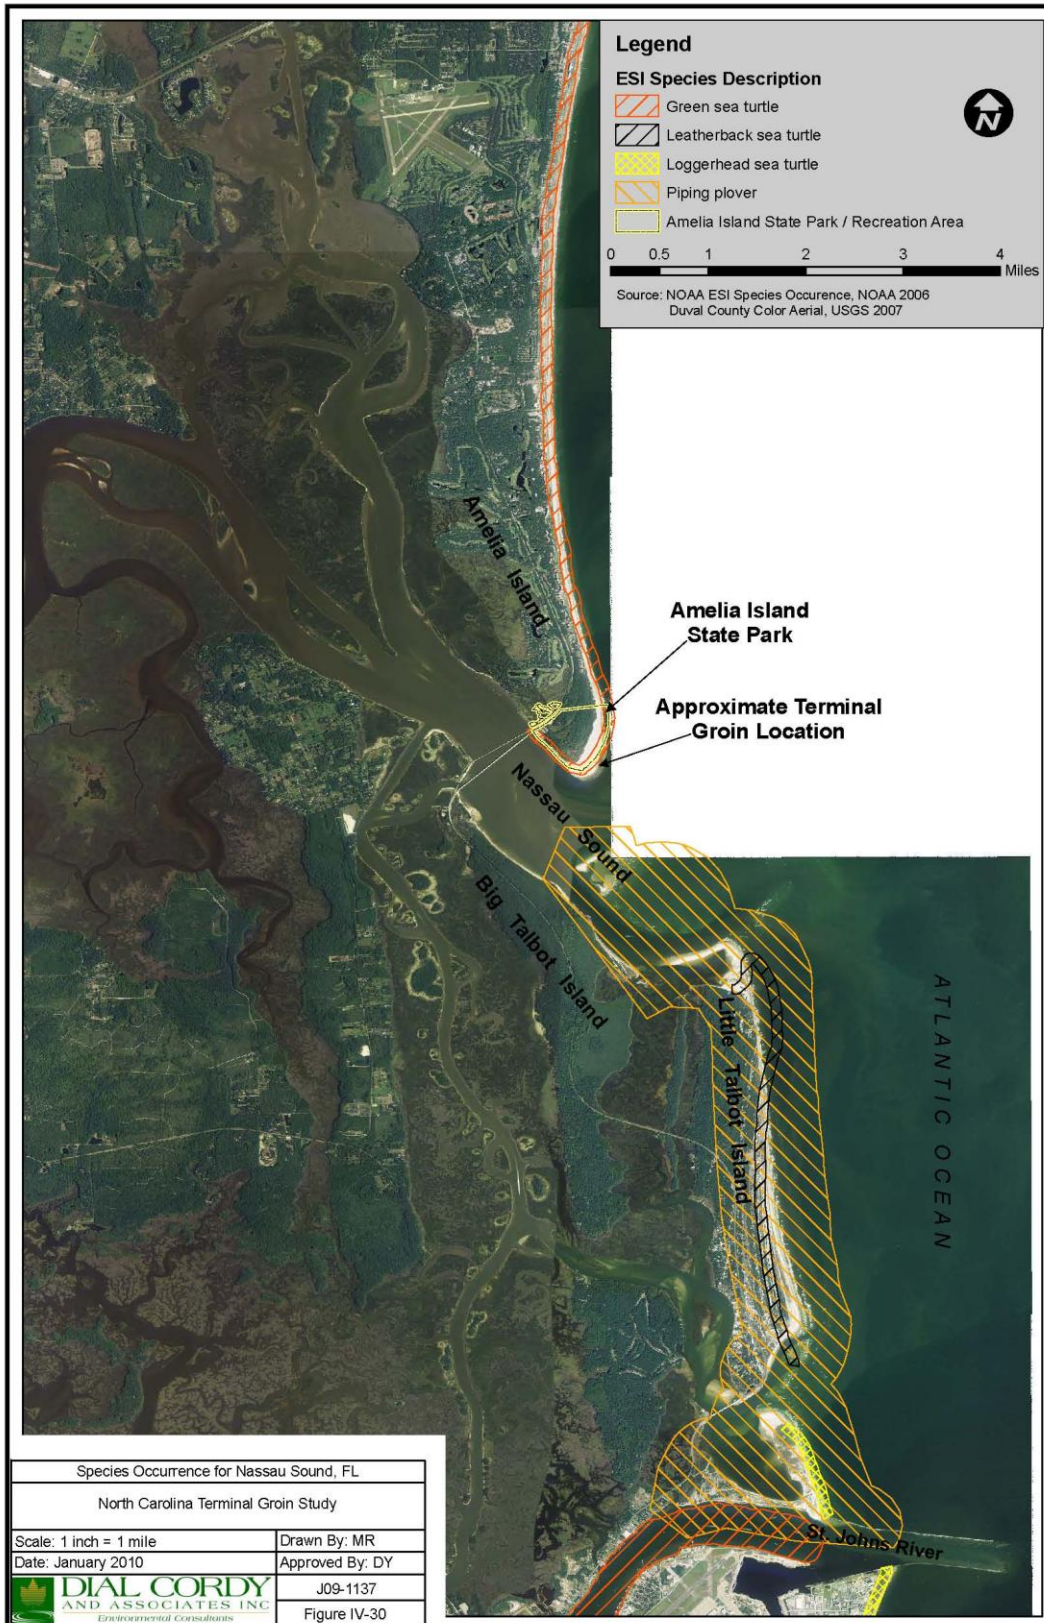 Legend
ESI Species Description
Green sea turtle
Leatherback sea turtle
Loggerhead sea turtle
Piping plover
Amelia Island State Park / Recreation Area
N
0 0.5 1 2 3 4
Miles
Source: NOAA ESI Species Occurence, NOAA 2006
Duval County Color Aerial, USGS 2007
Amelia Island
Amelia Island
State Park
Approximate Terminal
Groin Location
Nassau Sound
Big Talbot Island
Little Talbot Island
ATLANTIC OCEAN
St. Johns River
Species Occurrence for Nassau Sound, FL
North Carolina Terminal Groin Study
Scale: 1 inch = 1 mile
Drawn By: MR
Date: January 2010
Approved By: DY
DIAL CORDY
AND ASSOCIATES INC
Environmental Consultants
J09-1137
Figure IV-30